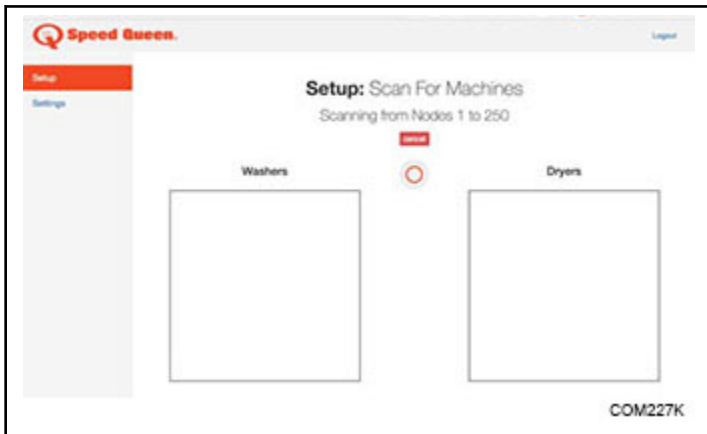 Speed Queen.
Logout
Setup
Settings
Setup: Scan For Machines
Scanning from Nodes 1 to 250
cancel
Washers
Dryers
COM227K